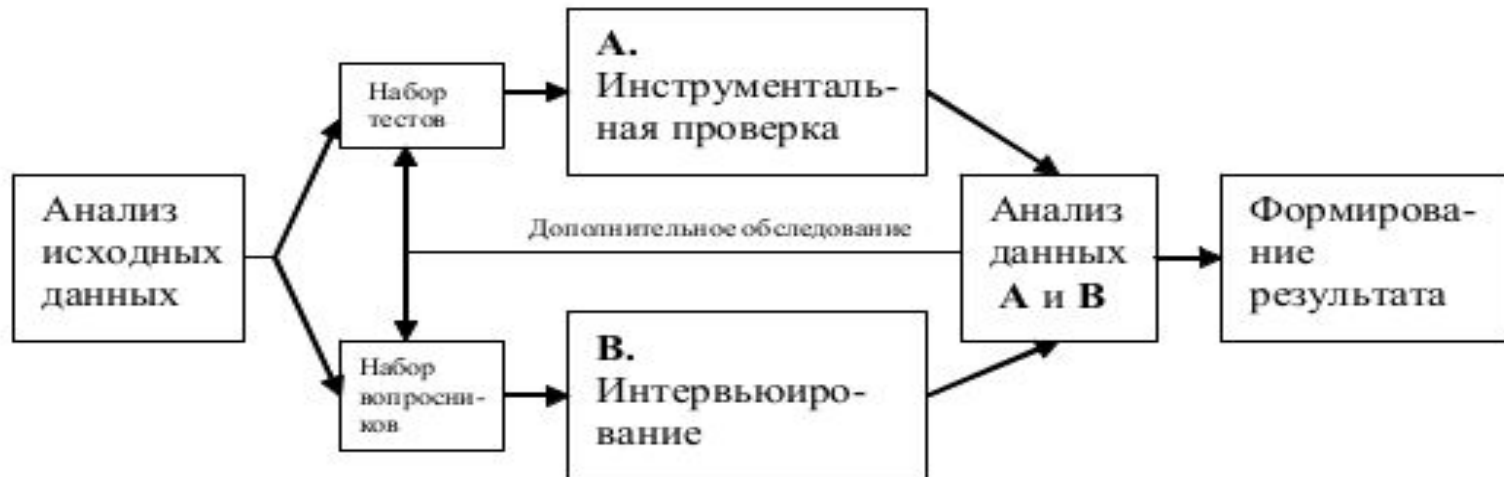 Анализ
исходных
данных
Набор
тестов
А.
Инструменталь-
ная проверка
Дополнительное обследование
Набор
вопросни-
ков
В.
Интервьюиро-
вание
Анализ
данных
А и В
Формирова-
ние
результата